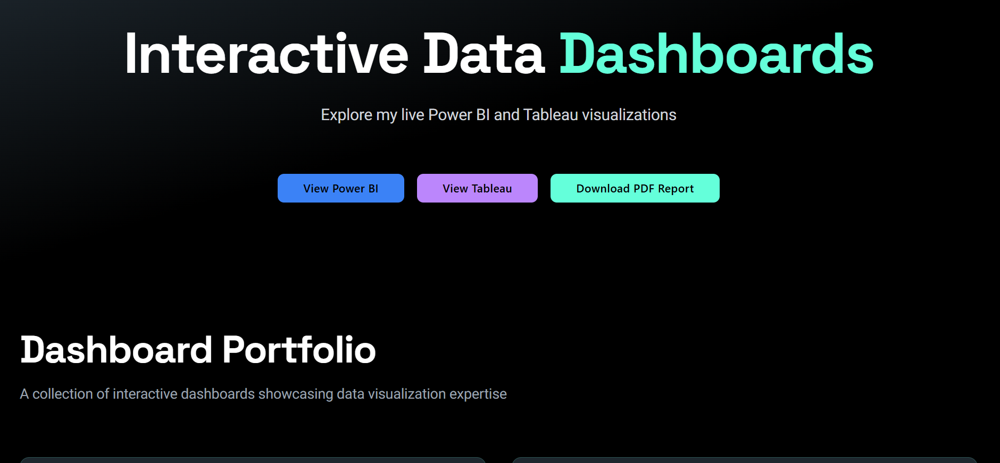 Interactive Data Dashboards
Explore my live Power BI and Tableau visualizations
View Power BI
View Tableau
Download PDF Report
Dashboard Portfolio
A collection of interactive dashboards showcasing data visualization expertise